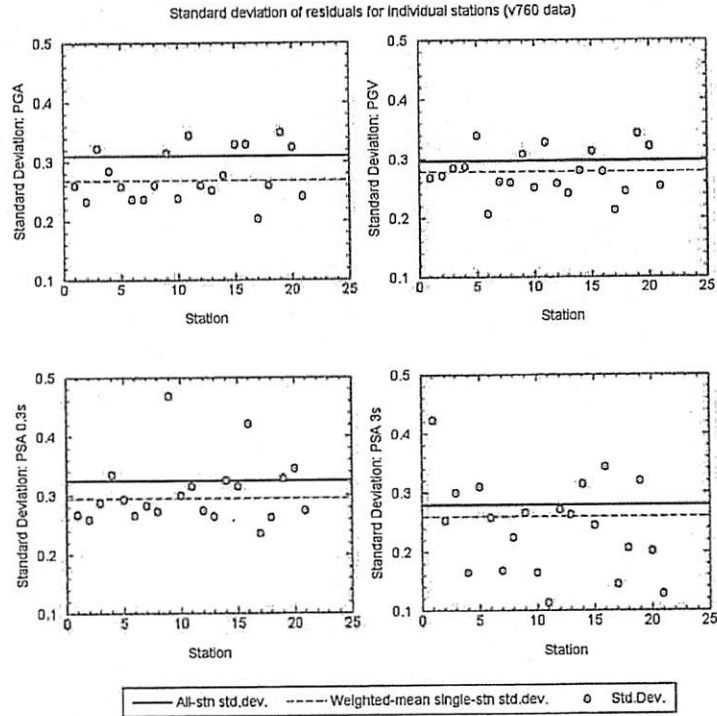 Standard deviation of residuals for individual stations (v760 data)
0.5
0.4
0.3
0.2
0.1
Standard Deviation: PGA
0 5 10 15 20 25
Station
0.5
0.4
0.3
0.2
0.1
Standard Deviation: PGV
0 5 10 15 20 25
Station
0.5
0.4
0.3
0.2
0.1
Standard Deviation: PSA 0.3s
0 5 10 15 20 25
Station
0.5
0.4
0.3
0.2
0.1
Standard Deviation: PSA 3s
0 5 10 15 20 25
Station
All-stn std.dev. Weighted-mean single-stn std.dev. Std.Dev.